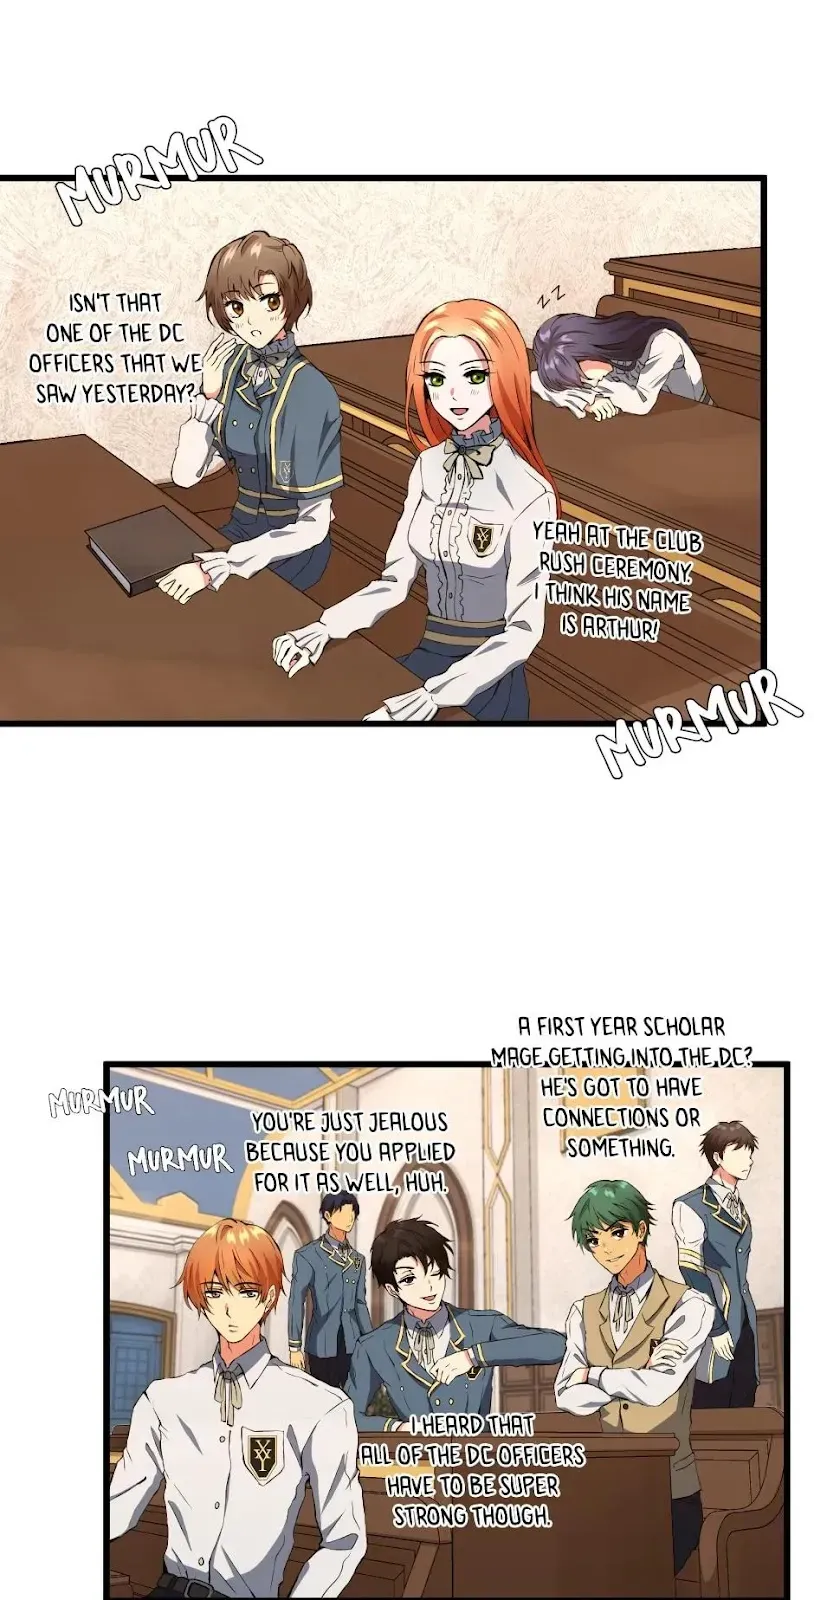 MURMUR
ISN'T THAT
ONE OF THE DC
OFFICERS THAT WE
SAW YESTERDAY?
ZZ
YEAH AT THE CLUB
RUSH CEREMONY.
I THINK HIS NAME
IS ARTHUR!
MURMUR
A FIRST YEAR SCHOLAR
MAGE GETTING INTO THE DC?
HE'S GOT TO HAVE
CONNECTIONS OR
SOMETHING.
MURMUR
MURMUR
YOU'RE JUST JEALOUS
BECAUSE YOU APPLIED
FOR IT AS WELL, HUH.
I HEARD THAT
ALL OF THE DC OFFICERS
HAVE TO BE SUPER
STRONG THOUGH.